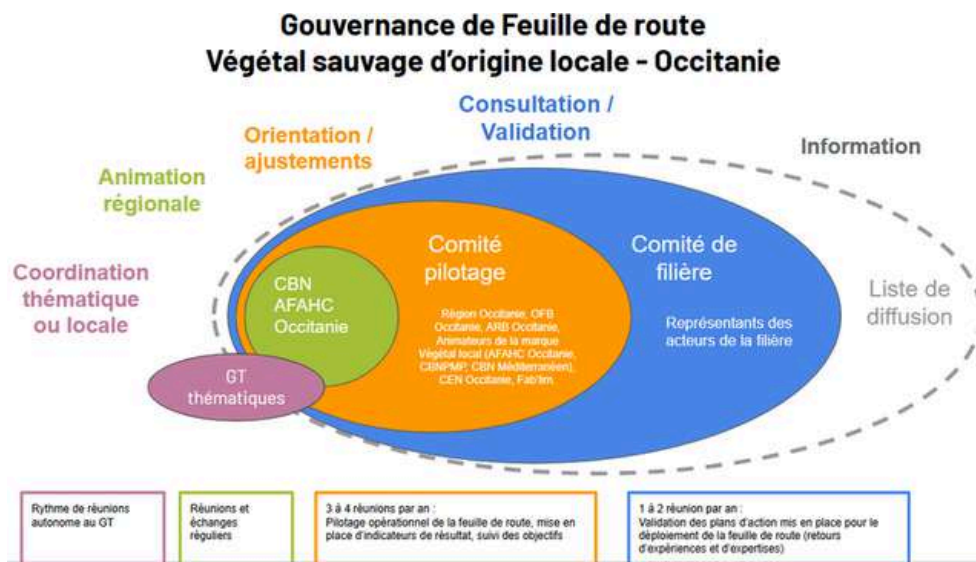 Gouvernance de Feuille de route
Végétal sauvage d'origine locale - Occitanie
Consultation /
Validation
Orientation /
ajustements
Information
Animation
régionale
Coordination
thématique
ou locale
CBN
AFAHC
Occitanie
Comité
pilotage
Région Occitanie, OFB
Occitanie, ARB Occitanie,
Animateurs de la marque
Végétal local (AFAHC Occitanie,
CBNPMP, CBN Méditerranéen),
CEN Occitanie, Fab'lim
Comité de
filière
Représentants des
acteurs de la filière
Liste de
diffusion
GT
thématiques
Rythme de réunions
autonome au GT
Réunions et
échanges
réguliers
3 à 4 réunions par an :
Pilotage opérationnel de la feuille de route, mise en
place d'indicateurs de résultat, suivi des objectifs
1 à 2 réunion par an :
Validation des plans d'action mis en place pour le
déploiement de la feuille de route (retours
d'expériences et d'expertises)